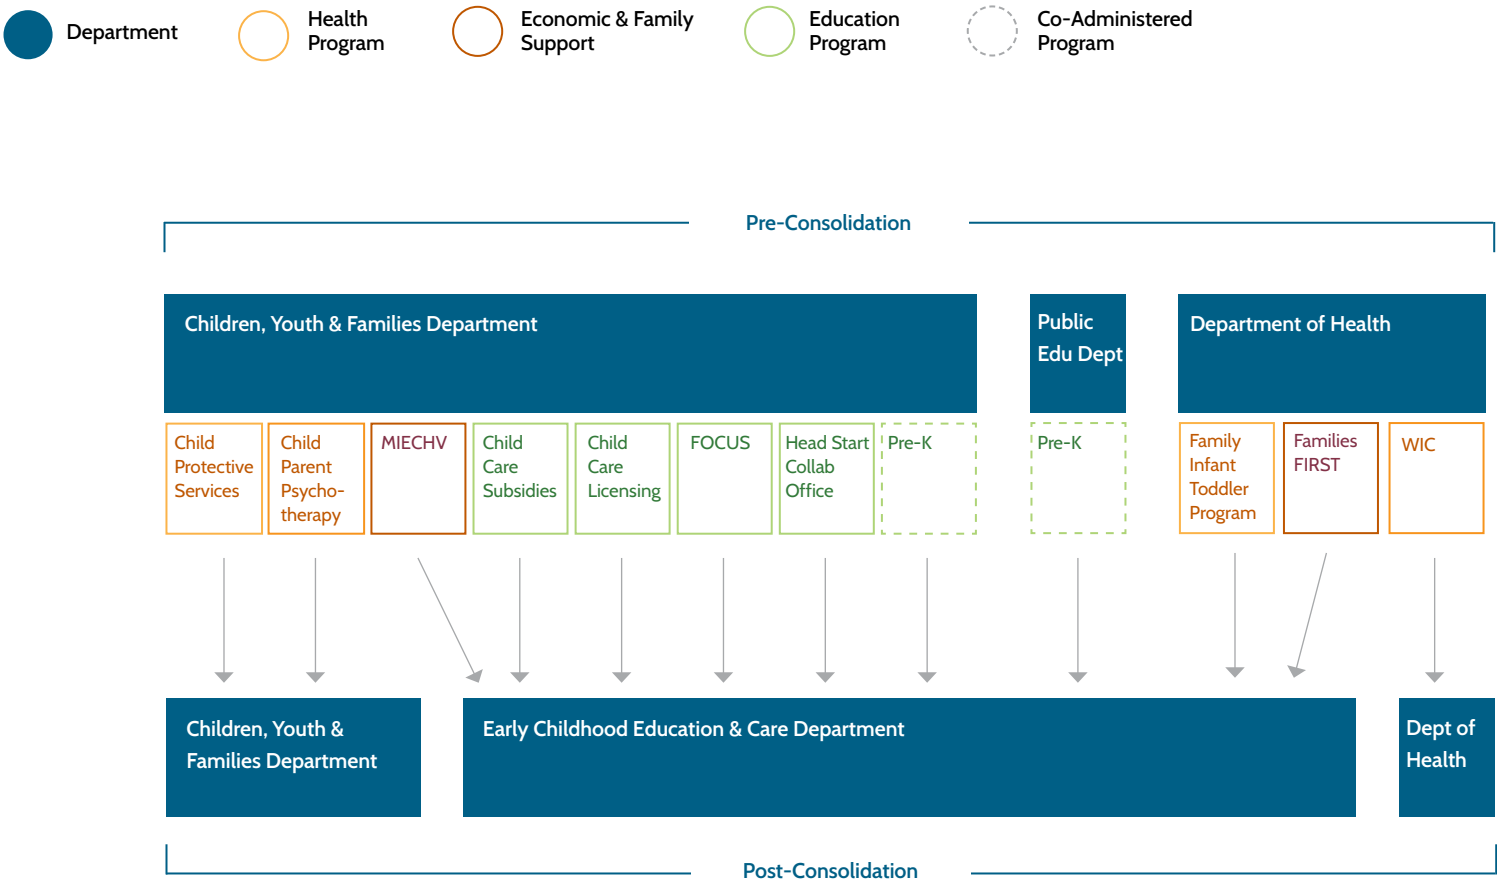 Department
Health
Program
Economic & Family
Support
Education
Program
Co-Administered
Program
Pre-Consolidation
Children, Youth & Families Department
Public
Edu Dept
Department of Health
Child
Protective
Services
Child
Parent
Psycho-
therapy
MIECHV
Child
Care
Subsidies
Child
Care
Licensing
FOCUS
Head Start
Collab
Office
Pre-K
Pre-K
Family
Infant
Toddler
Program
Families
FIRST
WIC
Children, Youth &
Families Department
Early Childhood Education & Care Department
Dept of
Health
Post-Consolidation